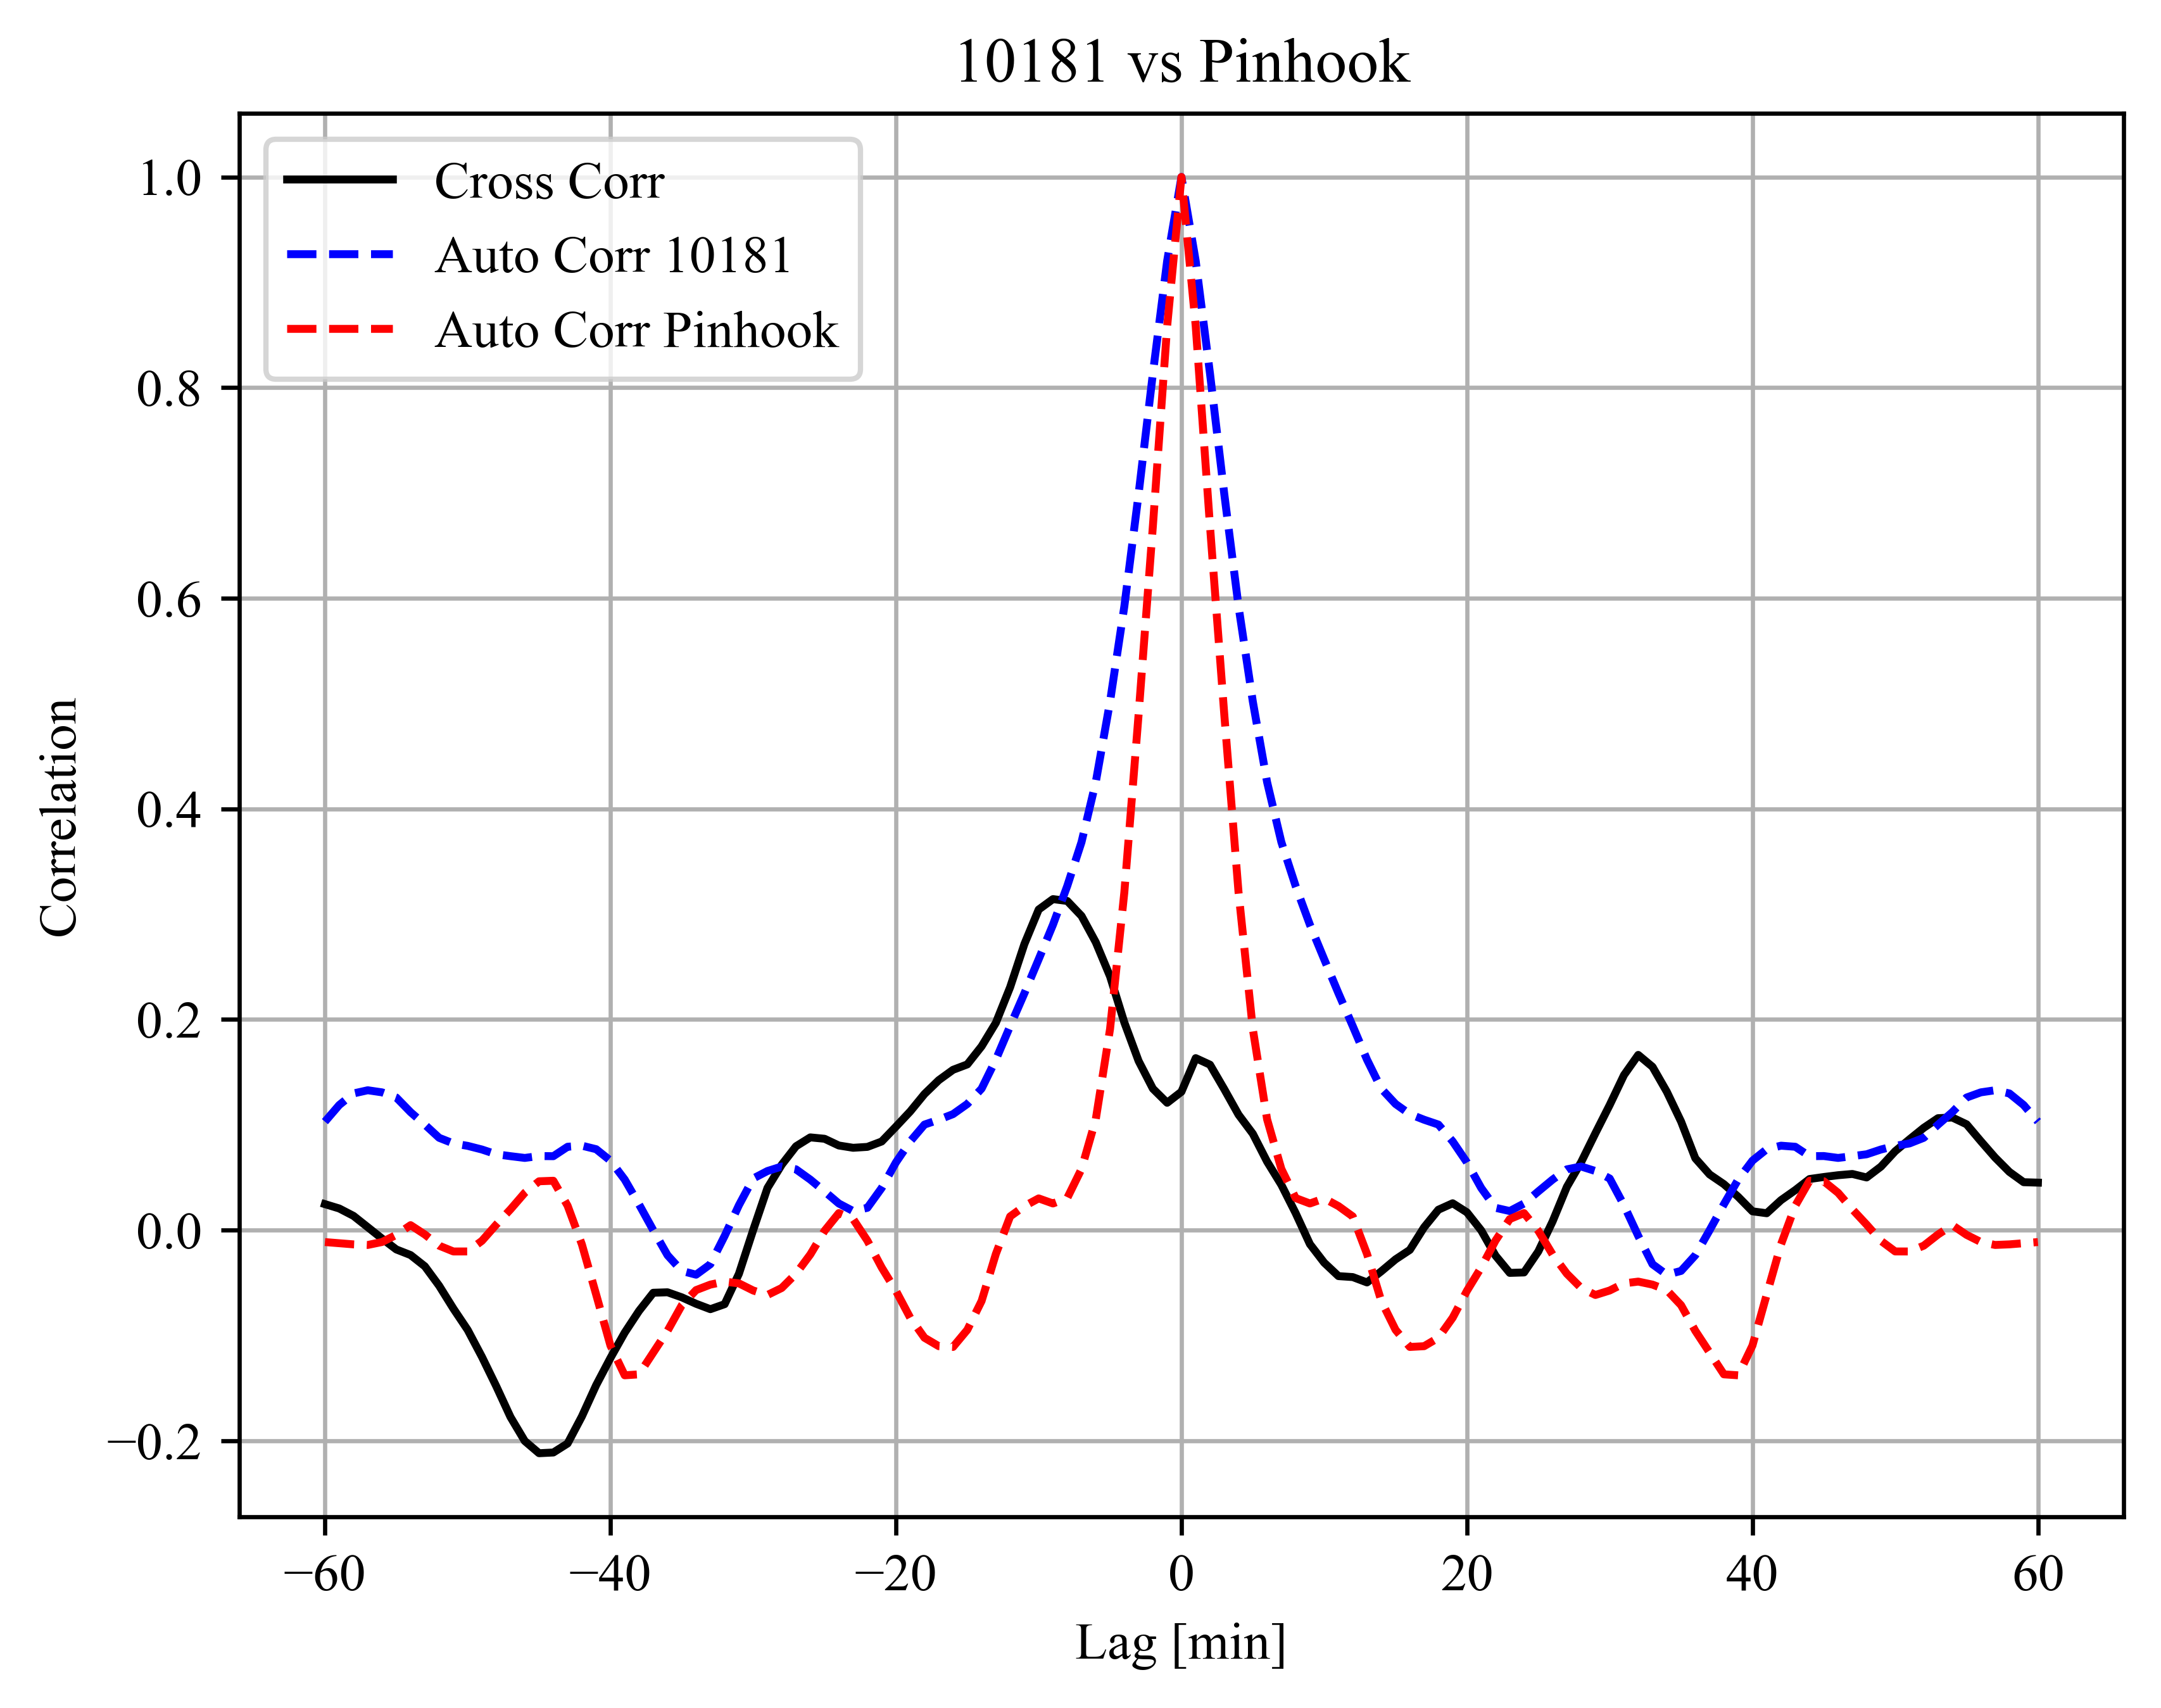 10181 vs Pinhook
Cross Corr
Auto Corr 10181
Auto Corr Pinhook
1.0
0.8
0.6
0.4
0.2
0.0
−0.2
Correlation
−60 −40 −20 0 20 40 60
Lag [min]